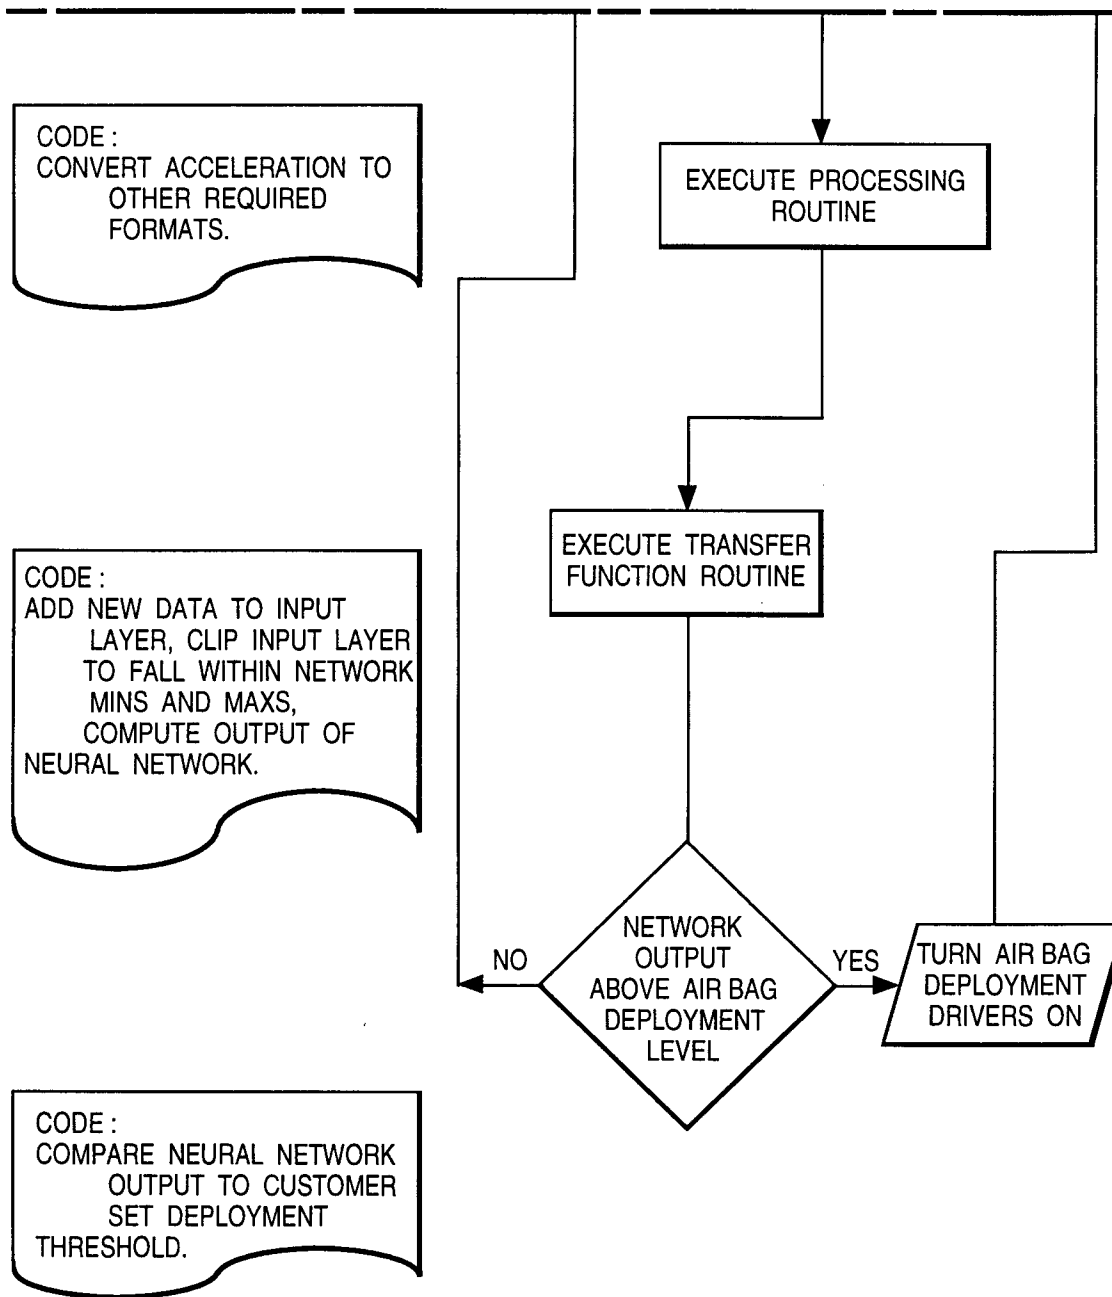 CODE :
CONVERT ACCELERATION TO
OTHER REQUIRED
FORMATS.
EXECUTE PROCESSING
ROUTINE
EXECUTE TRANSFER
FUNCTION ROUTINE
CODE :
ADD NEW DATA TO INPUT
LAYER, CLIP INPUT LAYER
TO FALL WITHIN NETWORK
MINS AND MAXS,
COMPUTE OUTPUT OF
NEURAL NETWORK.
NO
NETWORK
OUTPUT
ABOVE AIR BAG
DEPLOYMENT
LEVEL
YES
TURN AIR BAG
DEPLOYMENT
DRIVERS ON
CODE :
COMPARE NEURAL NETWORK
OUTPUT TO CUSTOMER
SET DEPLOYMENT
THRESHOLD.